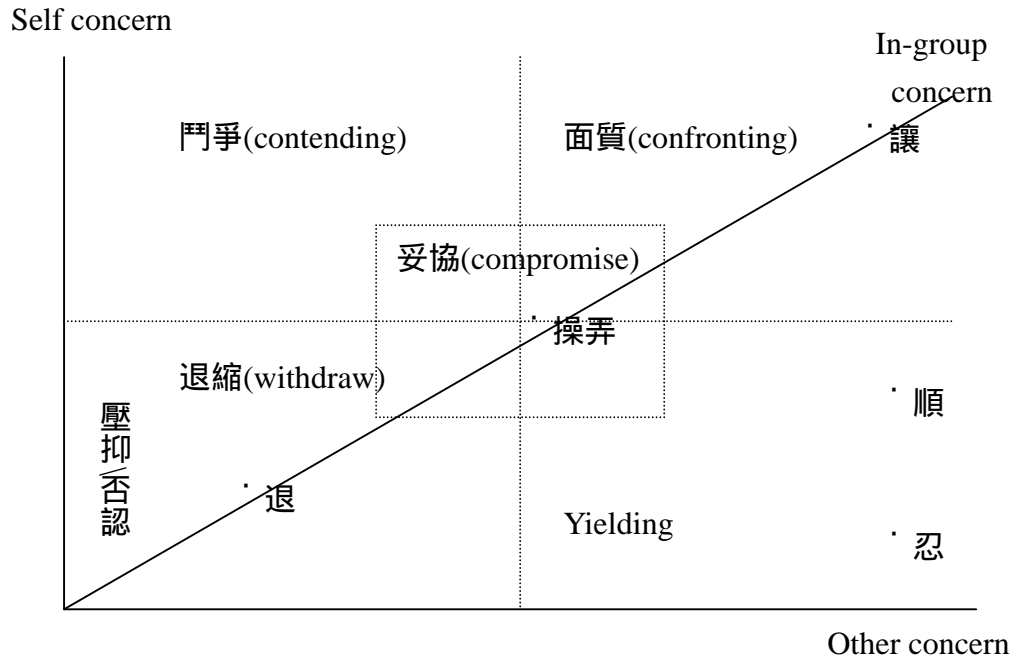 Self concern
In-group
concern
鬥爭(contending)
面質(confronting)
讓
妥協(compromise)
操弄
退縮(withdraw)
順
壓抑\否認
退
Yielding
忍
Other concern